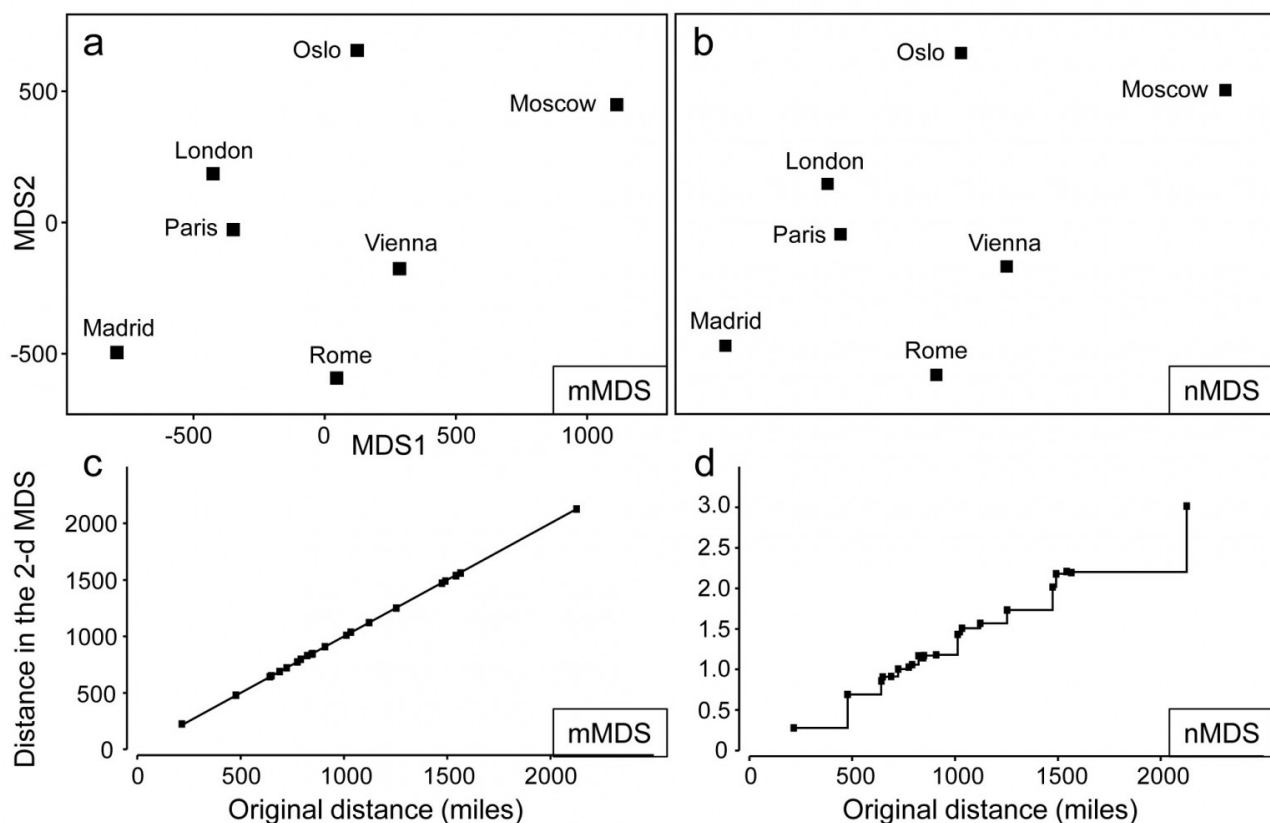 a
Oslo
Moscow
500
London
MDS2
0
Paris
Vienna
Madrid
-500
Rome
mMDS
-500 0 500 1000
MDS1
b
Oslo
Moscow
London
Paris
Vienna
Madrid
Rome
nMDS
c
Distance in the 2-d MDS
2000
1500
1000
500
0
mMDS
0 500 1000 1500 2000
Original distance (miles)
d
3.0
2.5
2.0
1.5
1.0
0.5
0
nMDS
0 500 1000 1500 2000
Original distance (miles)